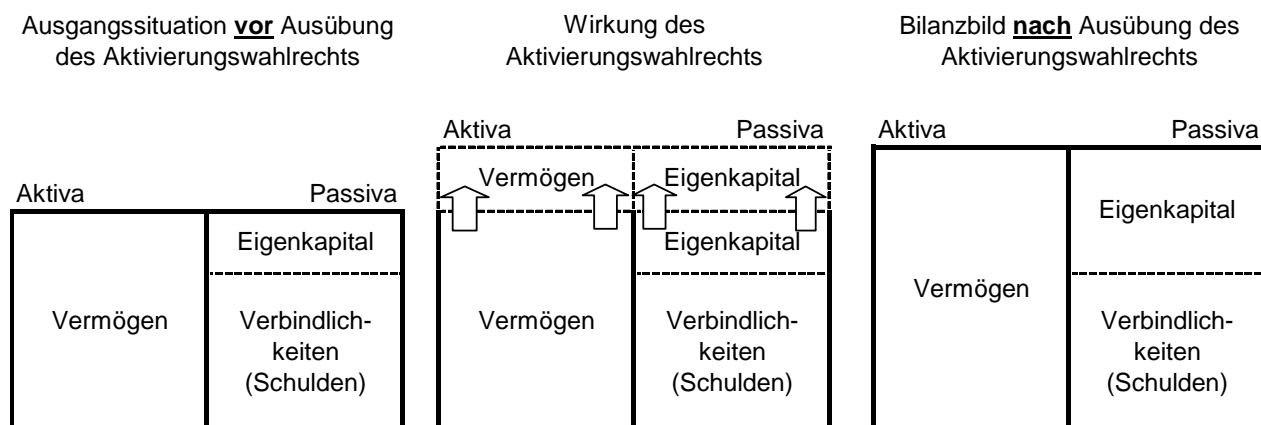 Ausgangssituation vor Ausübung
des Aktivierungswahlrechts
Aktiva Passiva
Eigenkapital
Vermögen
Verbindlich-
keiten
(Schulden)
Wirkung des
Aktivierungswahlrechts
Aktiva Passiva
Vermögen Eigenkapital
Eigenkapital
Vermögen
Verbindlich-
keiten
(Schulden)
Bilanzbild nach Ausübung des
Aktivierungswahlrechts
Aktiva Passiva
Eigenkapital
Vermögen
Verbindlich-
keiten
(Schulden)